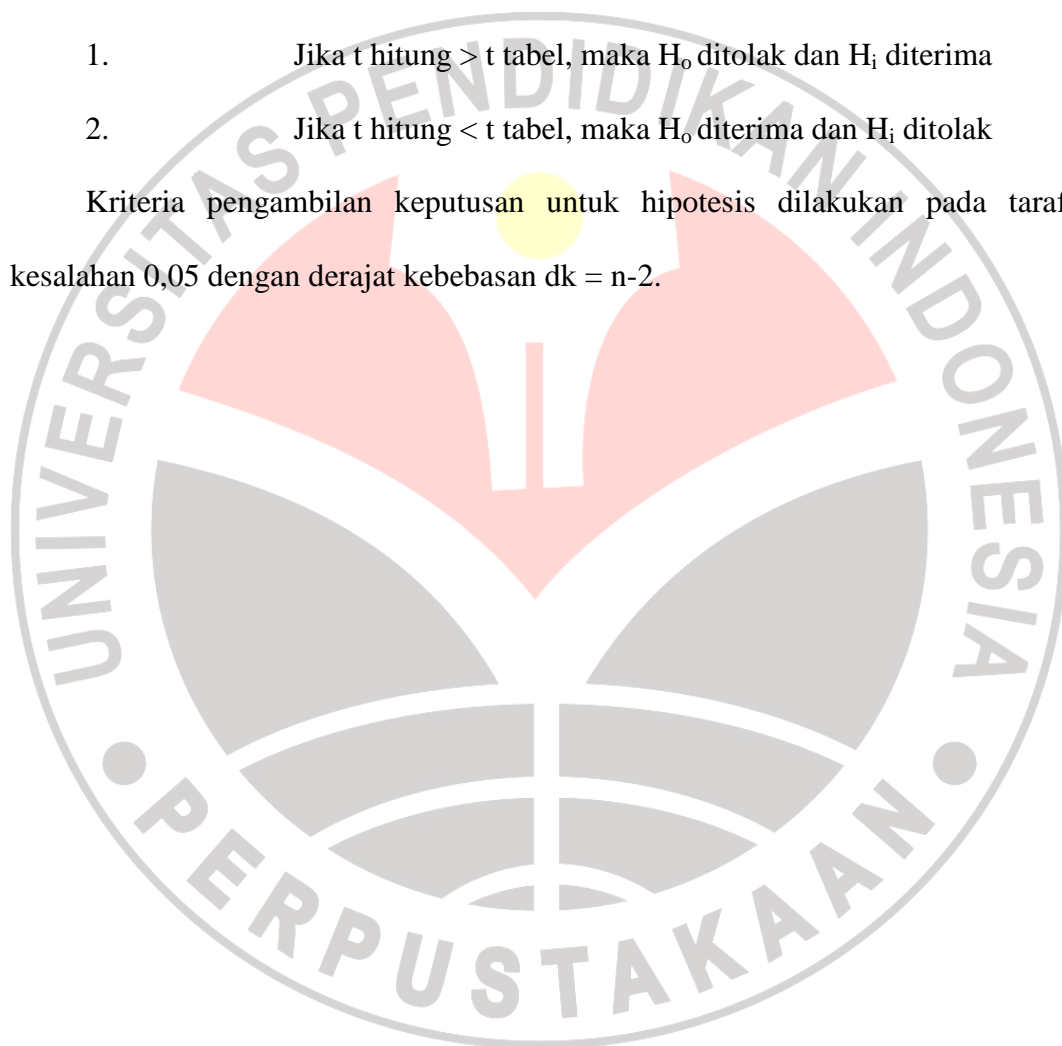 1. Jika t hitung > t tabel, maka Ho ditolak dan Hi diterima
2. Jika t hitung < t tabel, maka Ho diterima dan Hi ditolak
Kriteria pengambilan keputusan untuk hipotesis dilakukan pada taraf
kesalahan 0,05 dengan derajat kebebasan dk = n-2.
UNIVERSITAS PENDIDIKAN INDONESIA
PERPUSTAKAAN